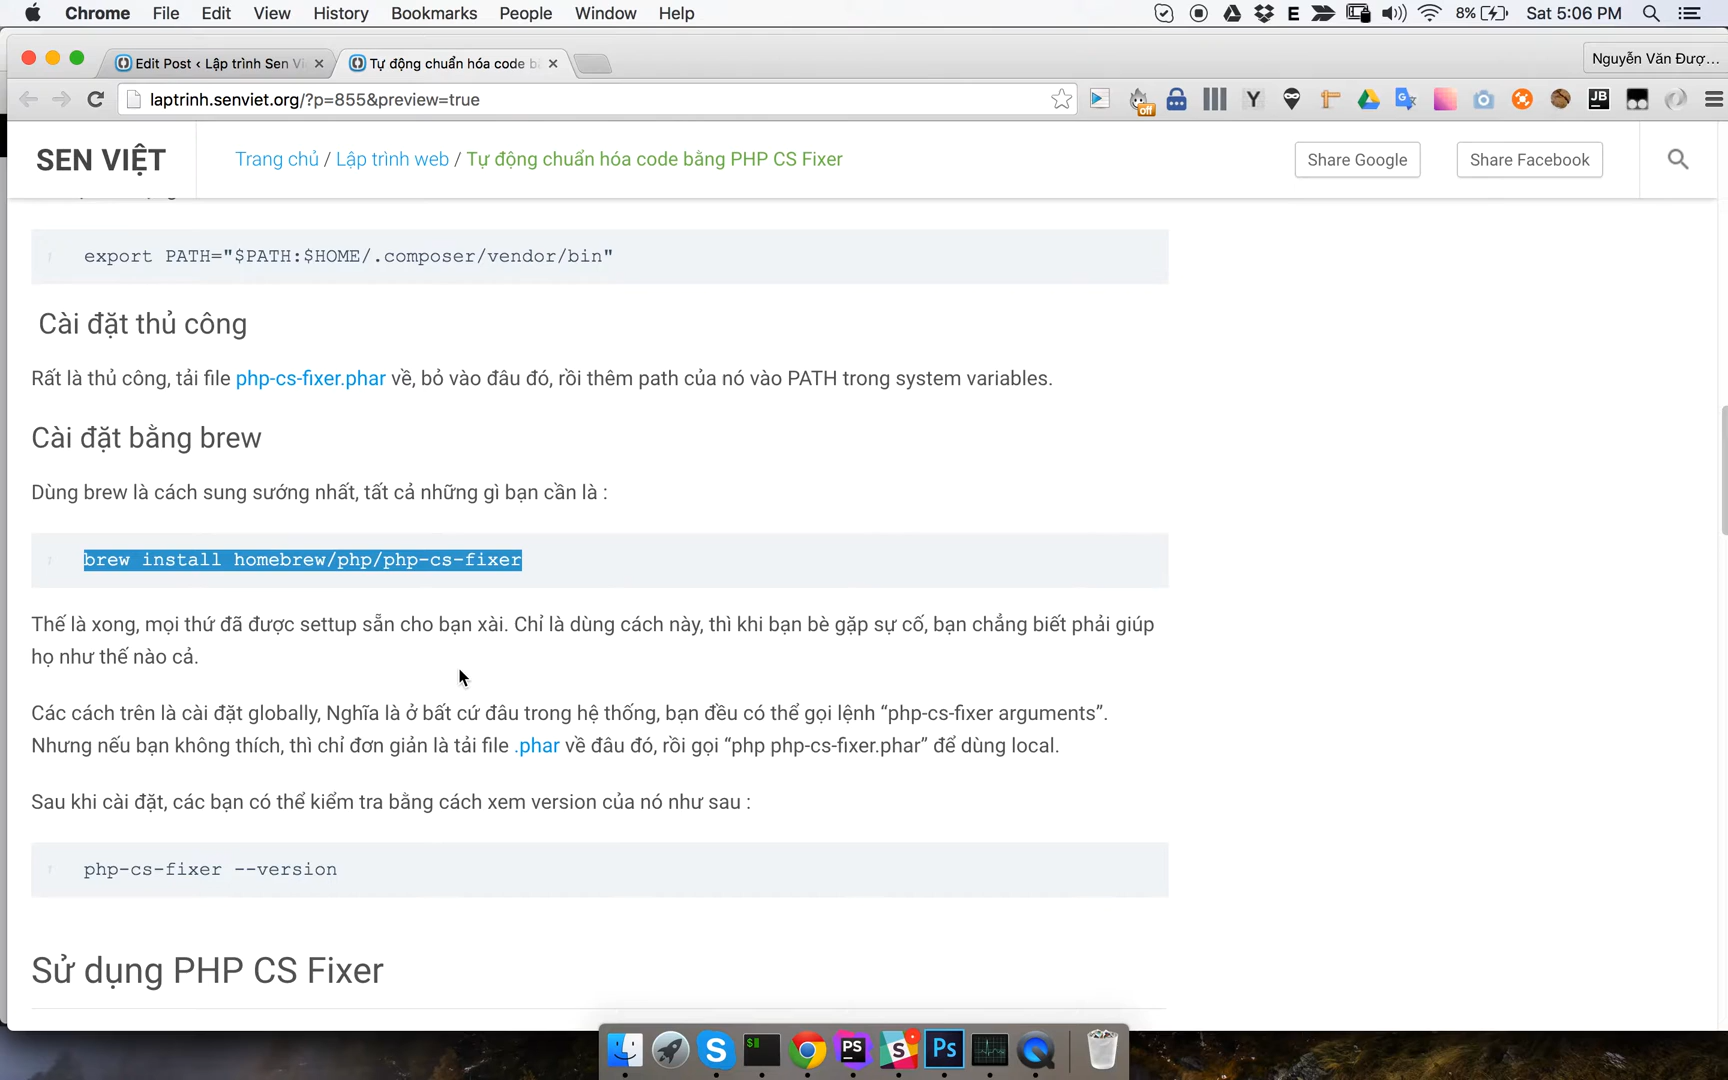 Chrome File Edit View History Bookmarks People Window Help E 8% Sat 5:06 PM
Edit Post ‹ Lập trình Sen Vi Tự động chuẩn hóa code b Nguyễn Văn Đượ...
laptrinh.senviet.org/?p=855&preview=true off Y JB
SEN VIỆT Trang chủ / Lập trình web / Tự động chuẩn hóa code bằng PHP CS Fixer Share Google Share Facebook
export PATH="$PATH:$HOME/.composer/vendor/bin"
Cài đặt thủ công
Rất là thủ công, tải file php-cs-fixer.phar về, bỏ vào đâu đó, rồi thêm path của nó vào PATH trong system variables.
Cài đặt bằng brew
Dùng brew là cách sung sướng nhất, tất cả những gì bạn cần là :
brew install homebrew/php/php-cs-fixer
Thế là xong, mọi thứ đã được settup sẵn cho bạn xài. Chỉ là dùng cách này, thì khi bạn bè gặp sự cố, bạn chẳng biết phải giúp
họ như thế nào cả.
Các cách trên là cài đặt globally, Nghĩa là ở bất cứ đâu trong hệ thống, bạn đều có thể gọi lệnh “php-cs-fixer arguments”.
Nhưng nếu bạn không thích, thì chỉ đơn giản là tải file .phar về đâu đó, rồi gọi “php php-cs-fixer.phar” để dùng local.
Sau khi cài đặt, các bạn có thể kiểm tra bằng cách xem version của nó như sau :
php-cs-fixer --version
Sử dụng PHP CS Fixer
S $ PS S Ps